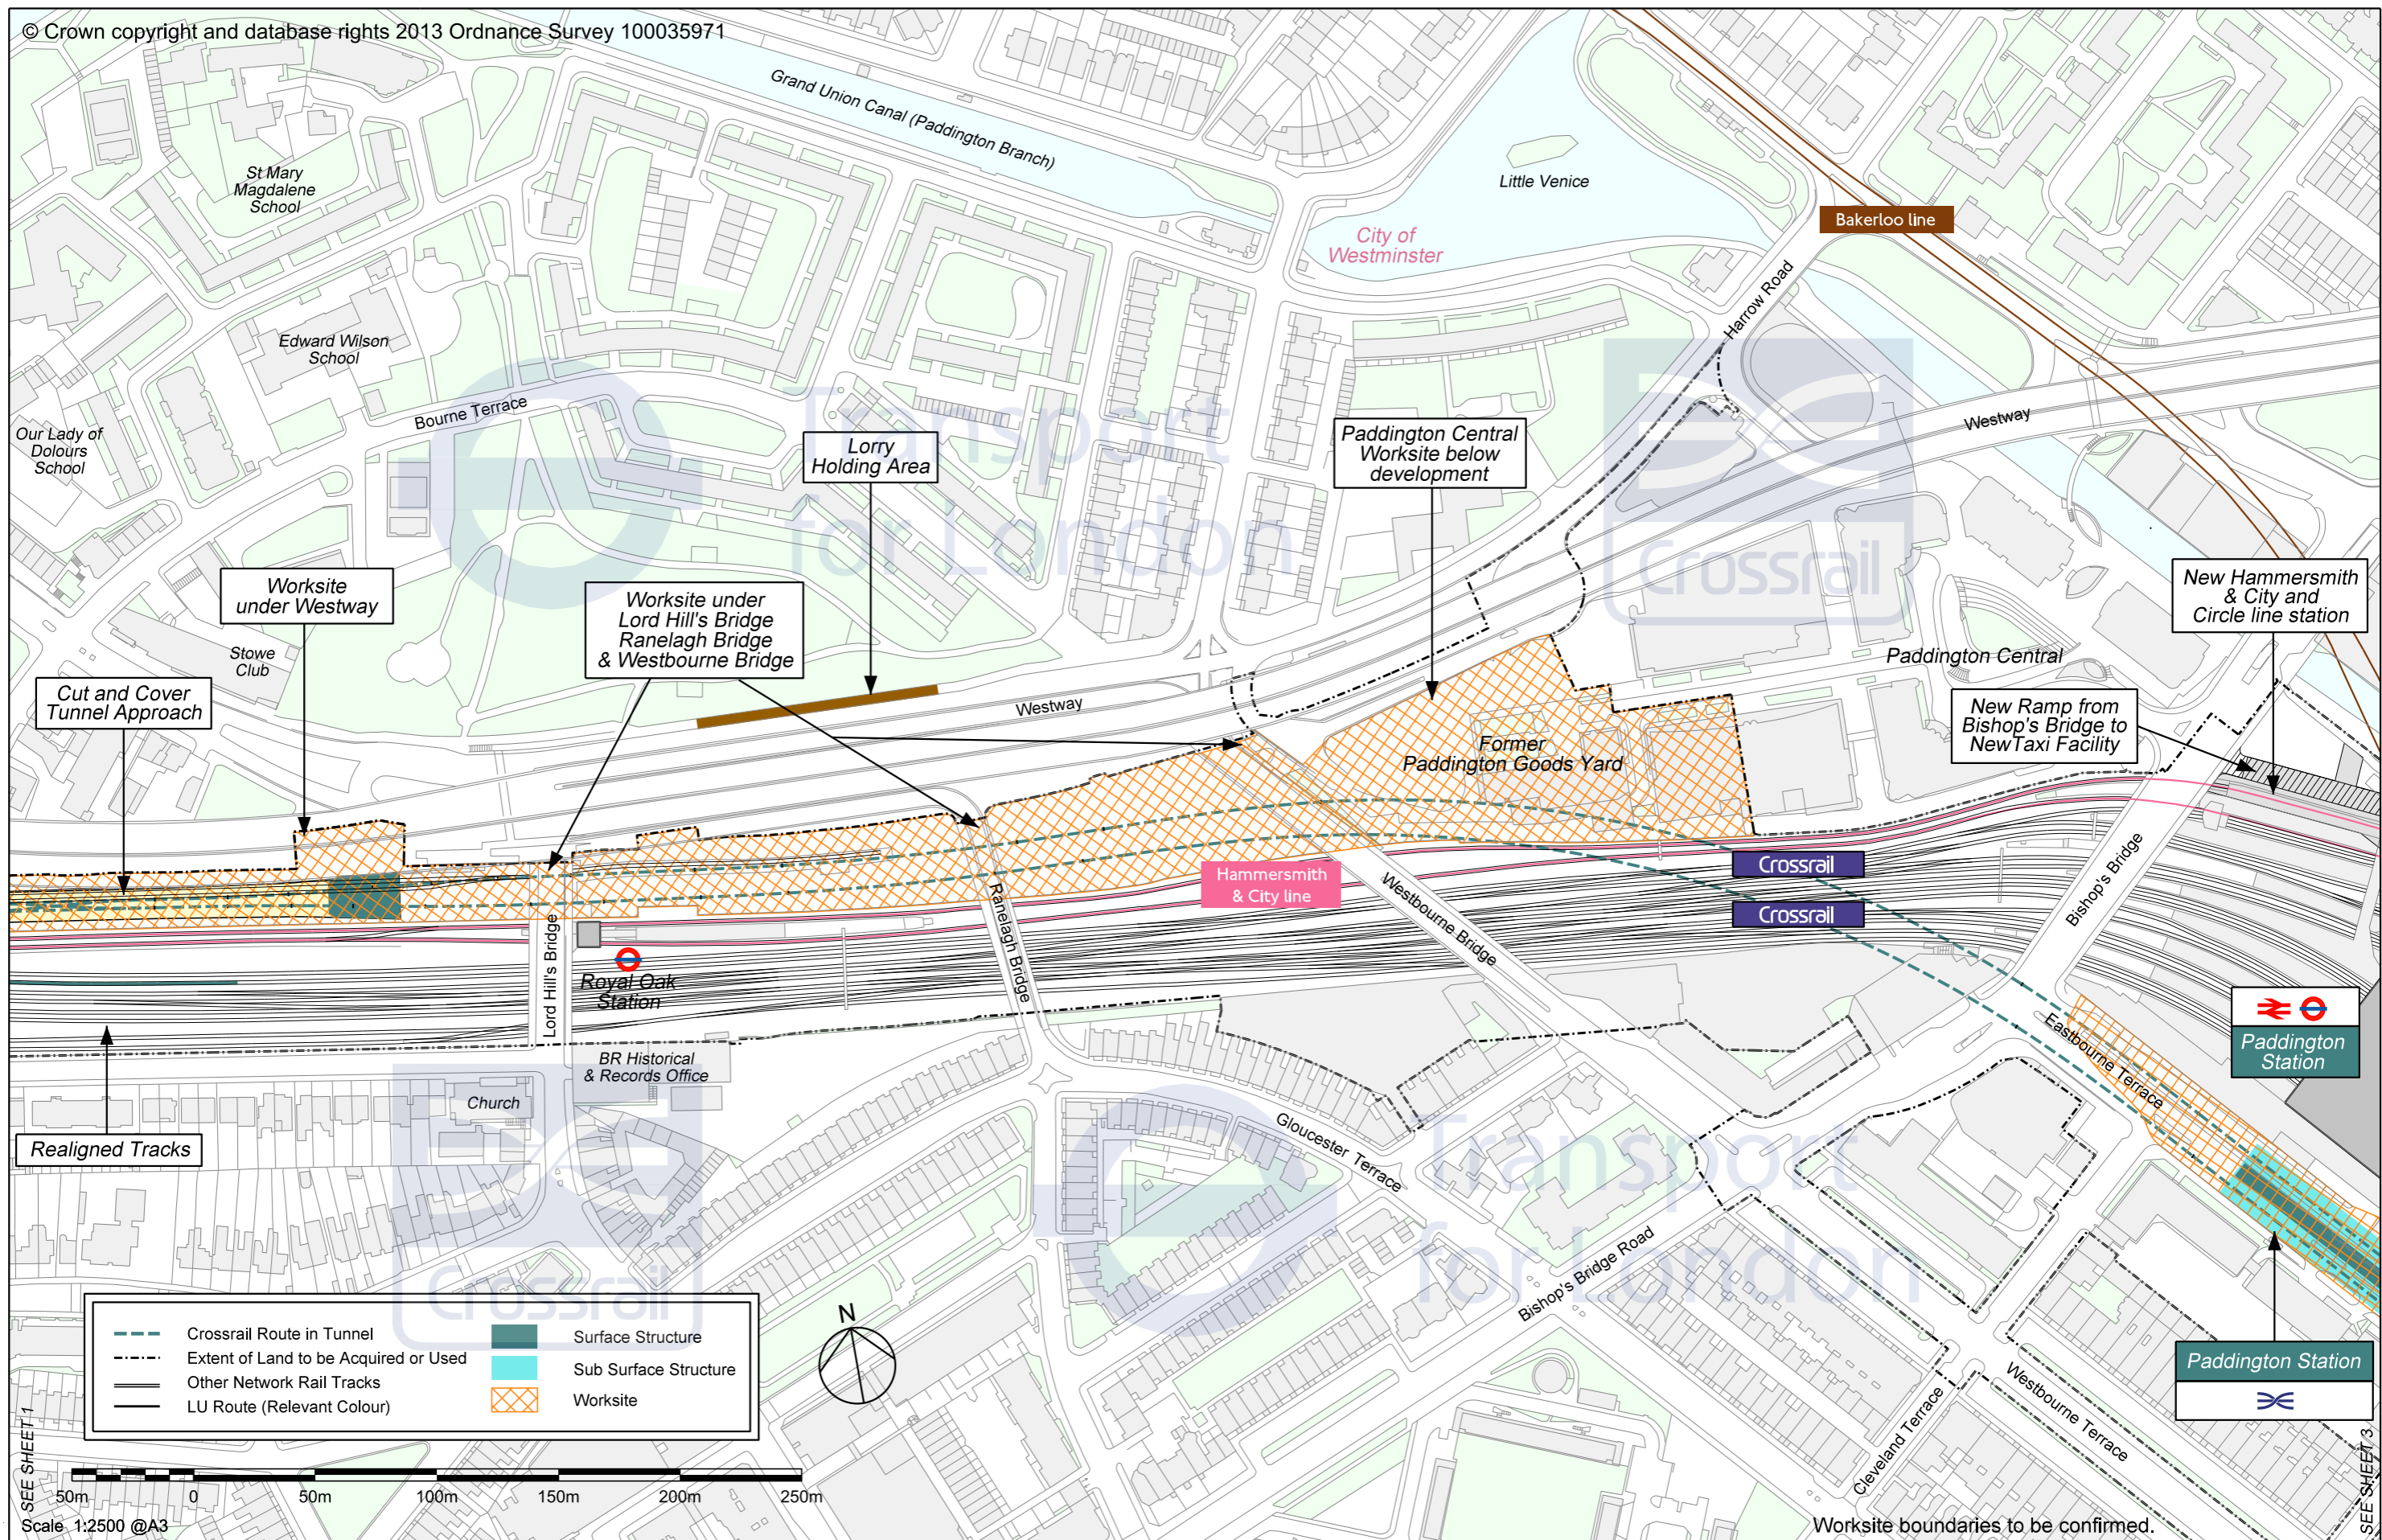 © Crown copyright and database rights 2013 Ordnance Survey 100035971
Grand Union Canal (Paddington Branch)
St Mary
Magdalene
School
Little Venice
Bakerloo line
City of
Westminster
Harrow Road
Edward Wilson
School
Bourne Terrace
Our Lady of
Dolours
School
Transport
for London
Lorry
Holding Area
Paddington Central
Worksite below
development
Westway
Crossrail
Worksite
under Westway
Worksite under
Lord Hill's Bridge
Ranelagh Bridge
& Westbourne Bridge
New Hammersmith
& City and
Circle line station
Stowe
Club
Paddington Central
Cut and Cover
Tunnel Approach
Westway
New Ramp from
Bishop's Bridge to
NewTaxi Facility
Former
Paddington Goods Yard
Hammersmith
& City line
Crossrail
Crossrail
Westbourne Bridge
Bishop's Bridge
Ranelagh Bridge
Lord Hill's Bridge
Royal Oak
Station
Eastbourne Terrace
Paddington
Station
BR Historical
& Records Office
Church
Realigned Tracks
Gloucester Terrace
Transport
for London
Crossrail
Bishop's Bridge Road
Crossrail Route in Tunnel
Extent of Land to be Acquired or Used
Other Network Rail Tracks
LU Route (Relevant Colour)
Surface Structure
Sub Surface Structure
Worksite
N
Paddington Station
Westbourne Terrace
Cleveland Terrace
SEE SHEET 1
SEE SHEET 3
50m 0 50m 100m 150m 200m 250m
Scale 1:2500 @A3
Worksite boundaries to be confirmed.